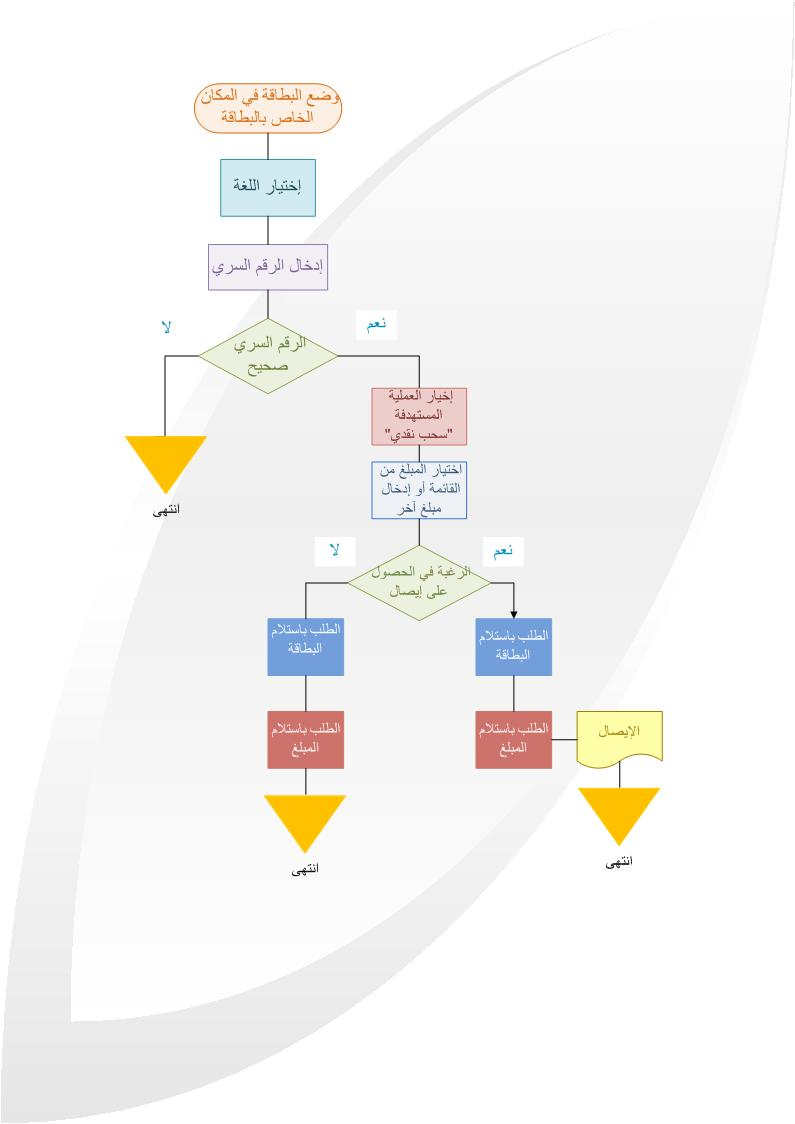 وضع البطاقة في المكان
الخاص بالبطاقة
إختيار اللغة
إدخال الرقم السري
لا
نعم
الرقم السري
صحيح
إخيار العملية
المستهدفة
"سحب نقدي"
انتهى
اختيار المبلغ من
القائمة أو إدخال
مبلغ آخر
نعم
لا
الرغبة في الحصول
على إيصال
الطلب باستلام
البطاقة
الطلب باستلام
البطاقة
الطلب باستلام
المبلغ
الطلب باستلام
المبلغ
الإيصال
انتهى
انتهى